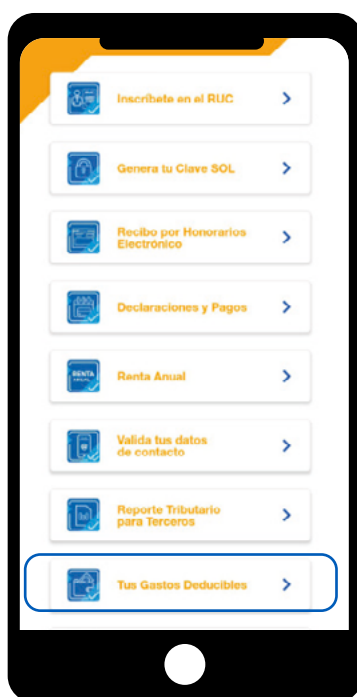 Inscríbete en el RUC
Genera tu Clave SOL
Recibo por Honorarios
Electrónico
Declaraciones y Pagos
RENTA
Renta Anual
Valida tus datos
de contacto
Reporte Tributario
para Terceros
Tus Gastos Deducibles